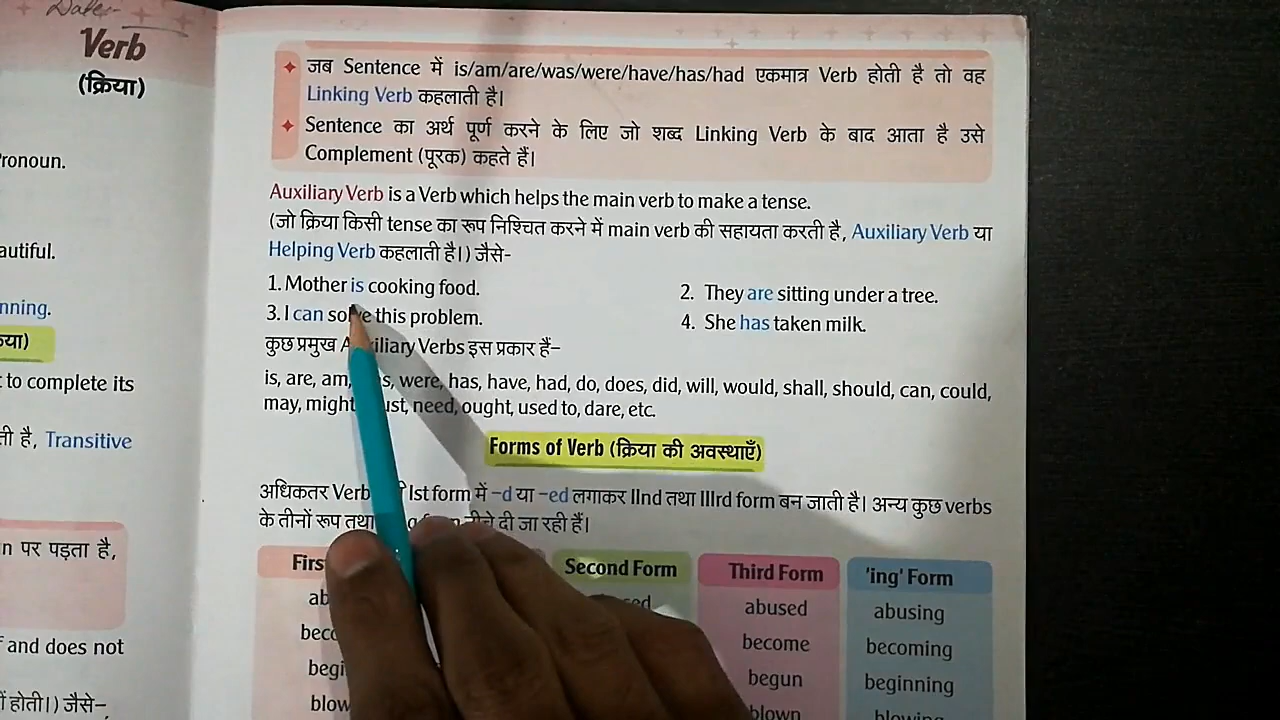 Date-
Verb
(क्रिया)
ronoun.
autiful.
nning.
या)
to complete its
ती है, Transitive
n पर पड़ता है,
and does not
होती।) जैसे–
✦ जब Sentence में is/am/are/was/were/have/has/had एकमात्र Verb होती है तो वह
Linking Verb कहलाती है।
✦ Sentence का अर्थ पूर्ण करने के लिए जो शब्द Linking Verb के बाद आता है उसे
Complement (पूरक) कहते हैं।
Auxiliary Verb is a Verb which helps the main verb to make a tense.
(जो क्रिया किसी tense का रूप निश्चित करने में main verb की सहायता करती है, Auxiliary Verb या
Helping Verb कहलाती है।) जैसे-
1. Mother is cooking food.
2. They are sitting under a tree.
3. I can solve this problem.
4. She has taken milk.
कुछ प्रमुख Auxiliary Verbs इस प्रकार हैं–
is, are, am, were, has, have, had, do, does, did, will, would, shall, should, can, could,
may, might, need, ought, used to, dare, etc.
Forms of Verb (क्रिया की अवस्थाएँ)
अधिकतर Verb Ist form में –d या –ed लगाकर IInd तथा IIIrd form बन जाती है। अन्य कुछ verbs
के तीनों रूप तथा नीचे दी जा रही हैं।
Second Form
Third Form
'ing' Form
abused
abusing
become
becoming
begun
beginning
blown
blowing